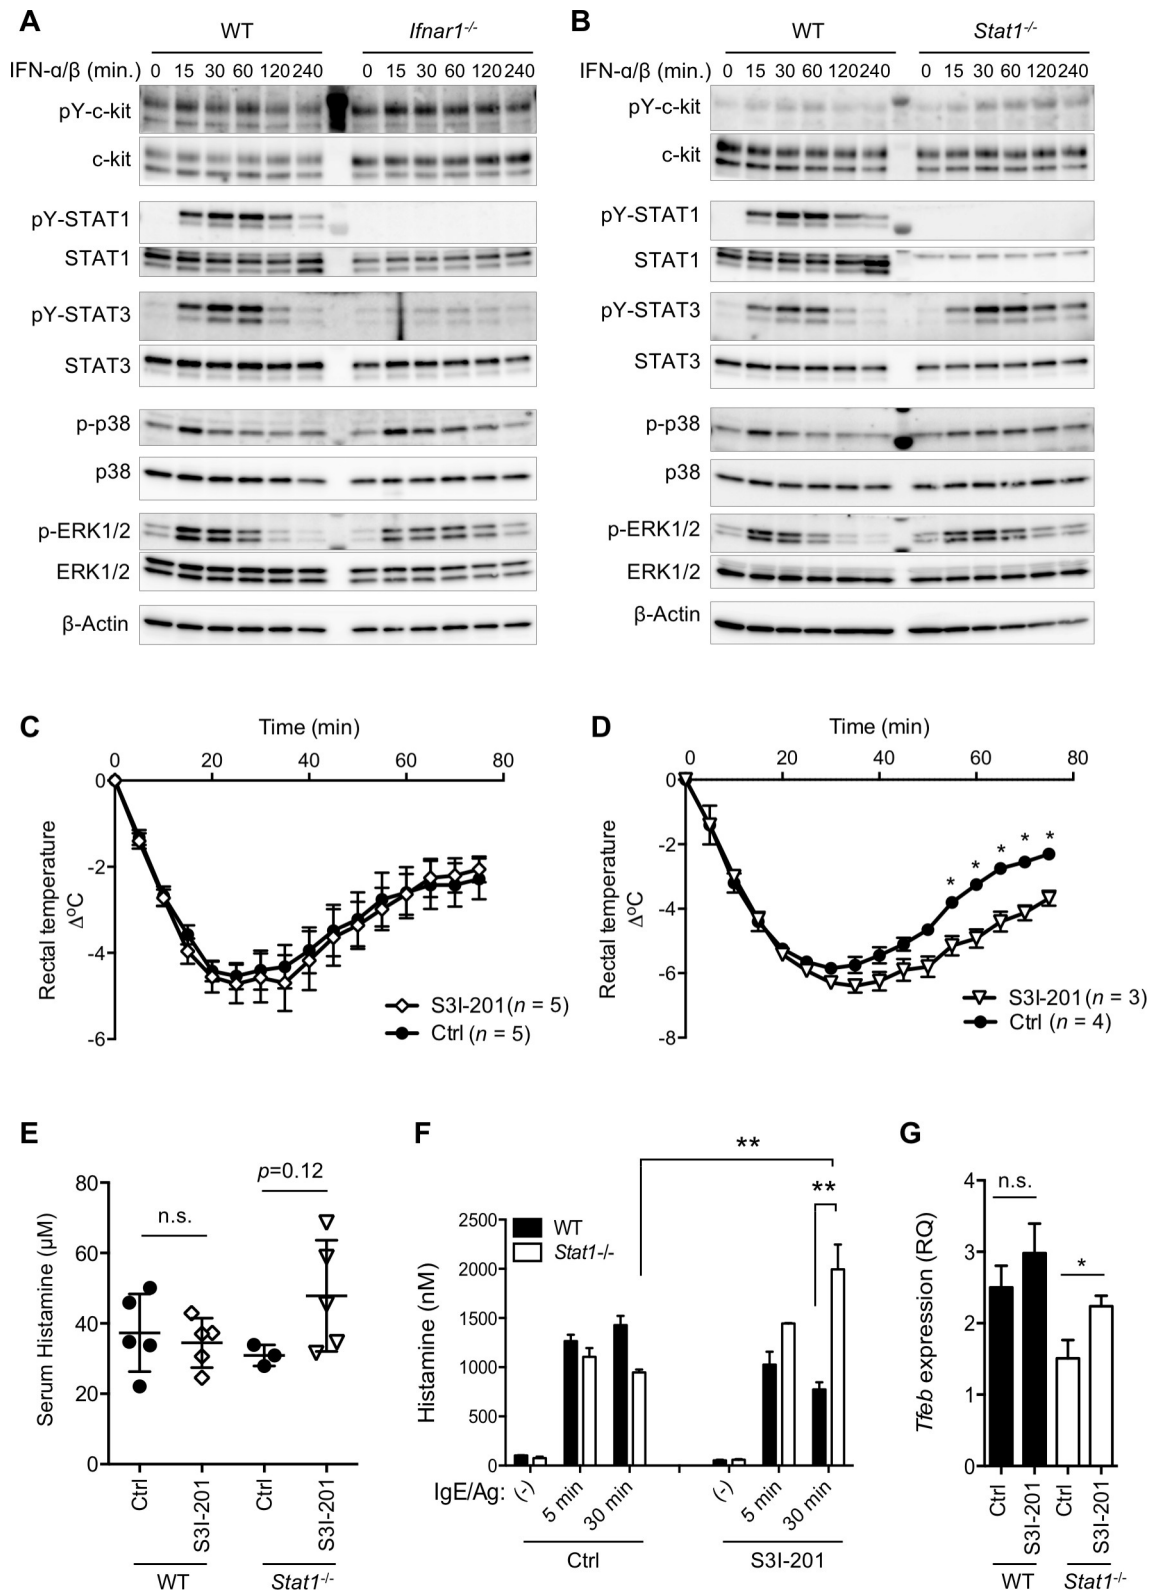 A
WT Ifnar1-/-
IFN-α/β (min.) 0 15 30 60 120 240 0 15 30 60 120 240
pY-c-kit
c-kit
pY-STAT1
STAT1
pY-STAT3
STAT3
p-p38
p38
p-ERK1/2
ERK1/2
β-Actin
B
WT Stat1-/-
IFN-α/β (min.) 0 15 30 60 120 240 0 15 30 60 120 240
pY-c-kit
c-kit
pY-STAT1
STAT1
pY-STAT3
STAT3
p-p38
p38
p-ERK1/2
ERK1/2
β-Actin
C
Time (min)
0 20 40 60 80
0
-2
-4
-6
Rectal temperature
Δ°C
S3I-201 (n = 5)
Ctrl (n = 5)
D
Time (min)
0 20 40 60 80
0
-2
-4
-6
-8
Rectal temperature
Δ°C
* * * * *
S3I-201 (n = 3)
Ctrl (n = 4)
E
Serum Histamine (μM)
80
60
40
20
0
n.s.
p=0.12
Ctrl S3I-201 Ctrl S3I-201
WT Stat1-/-
F
**
**
WT
Stat1-/-
Histamine (nM)
2500
2000
1500
1000
500
0
IgE/Ag: (-) 5 min 30 min (-) 5 min 30 min
Ctrl S3I-201
G
Tfeb expression (RQ)
4
3
2
1
0
n.s.
*
Ctrl S3I-201 Ctrl S3I-201
WT Stat1-/-